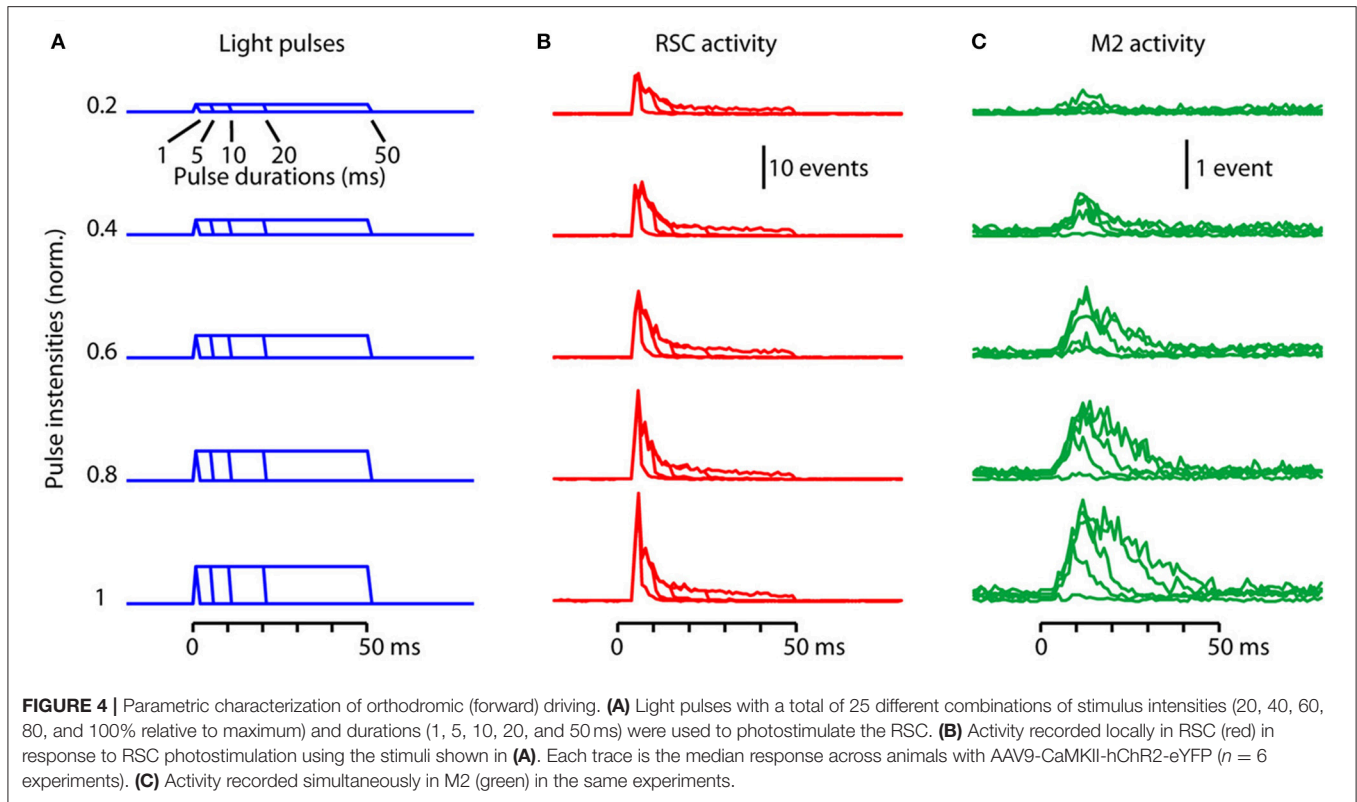 A Light pulses
B RSC activity
C M2 activity
Pulse instensities (norm.)
0.2
1 5 10 20 50
Pulse durations (ms)
10 events
1 event
0.4
0.6
0.8
1
0 50 ms
0 50 ms
0 50 ms
FIGURE 4 | Parametric characterization of orthodromic (forward) driving. (A) Light pulses with a total of 25 different combinations of stimulus intensities (20, 40, 60,
80, and 100% relative to maximum) and durations (1, 5, 10, 20, and 50 ms) were used to photostimulate the RSC. (B) Activity recorded locally in RSC (red) in
response to RSC photostimulation using the stimuli shown in (A). Each trace is the median response across animals with AAV9-CaMKII-hChR2-eYFP (n = 6
experiments). (C) Activity recorded simultaneously in M2 (green) in the same experiments.